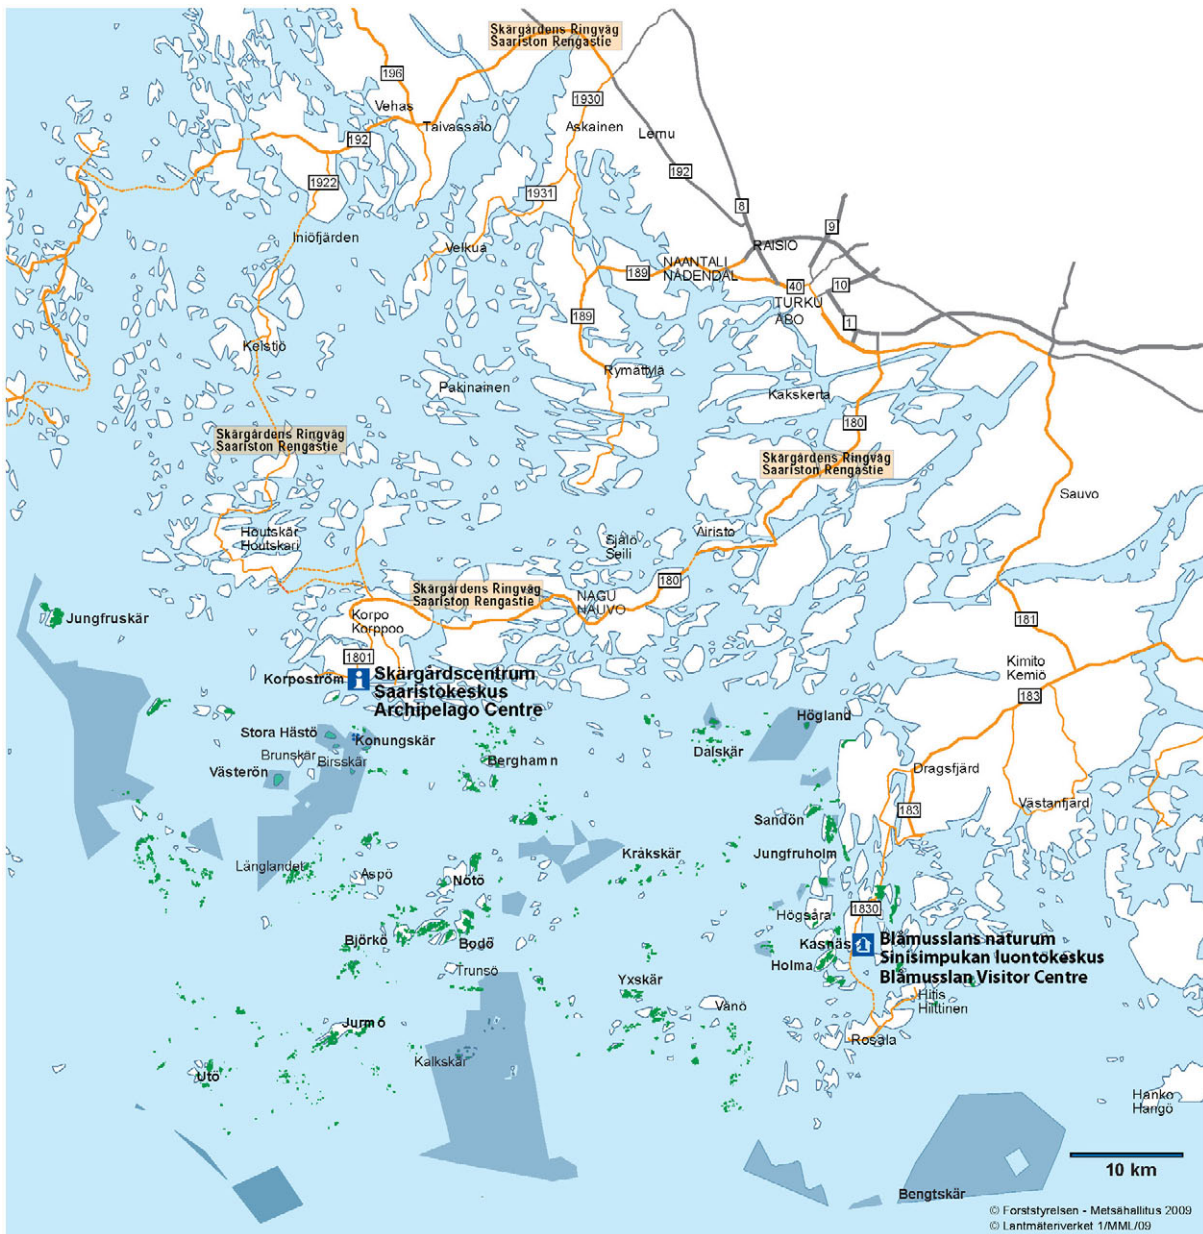 Skärgårdens Ringväg
Saariston Rengastie
196
Vehas
1930
Taivassalo
Askainen
Lemu
192
192
1922
1931
8
9
Iniöfjärden
Velkua
RAISIO
NAANTALI
NÅDENDAL
189
40
10
TURKU
ÅBO
1
189
Keistiö
Rymättylä
Pakinainen
Kakskerta
180
Skärgårdens Ringväg
Saariston Rengastie
Skärgårdens Ringväg
Saariston Rengastie
Sauvo
Houtskär
Houtskari
Själö
Seili
Airisto
180
Skärgårdens Ringväg
Saariston Rengastie
NAGU
NAUVO
Jungfruskär
Korpo
Korppoo
181
1801
Kimito
Kemiö
183
Korpoström
Skärgårdscentrum
Saaristokeskus
Archipelago Centre
Högland
Stora Hästö
Konungskär
Dalskär
Brunskär
Birsskär
Berghamn
Västerön
Dragsfjärd
183
Västanfjärd
Sandön
Jungfruholm
Kråkskär
Långlandet
Aspö
Nötö
1830
Högsåra
Björkö
Bodö
Kasnäs
Blåmusslans naturum
Sinisimpukan luontokeskus
Blåmusslan Visitor Centre
Holma
Trunsö
Yxskär
Vänö
Hitis
Hiittinen
Jurmo
Rosala
Kalkskär
Utö
Hanko
Hangö
10 km
Bengtskär
© Forststyrelsen - Metsähallitus 2009
© Lantmäteriverket 1/MML/09